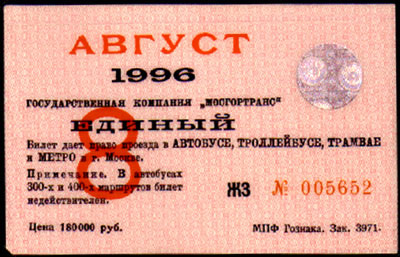 АВГУСТ
1996
ГОСУДАРСТВЕННАЯ КОМПАНИЯ „МОСГОРТРАНС“
8
ЕДИНЫЙ
Билет дает право проезда в АВТОБУСЕ, ТРОЛЛЕЙБУСЕ, ТРАМВАЕ
и МЕТРО в г. Москве.
Примечание. В автобусах
300-х и 400-х маршрутов билет
недействителен.
ЖЗ № 005652
Цена 180000 руб.
МПФ Гознака. Зак. 3971.